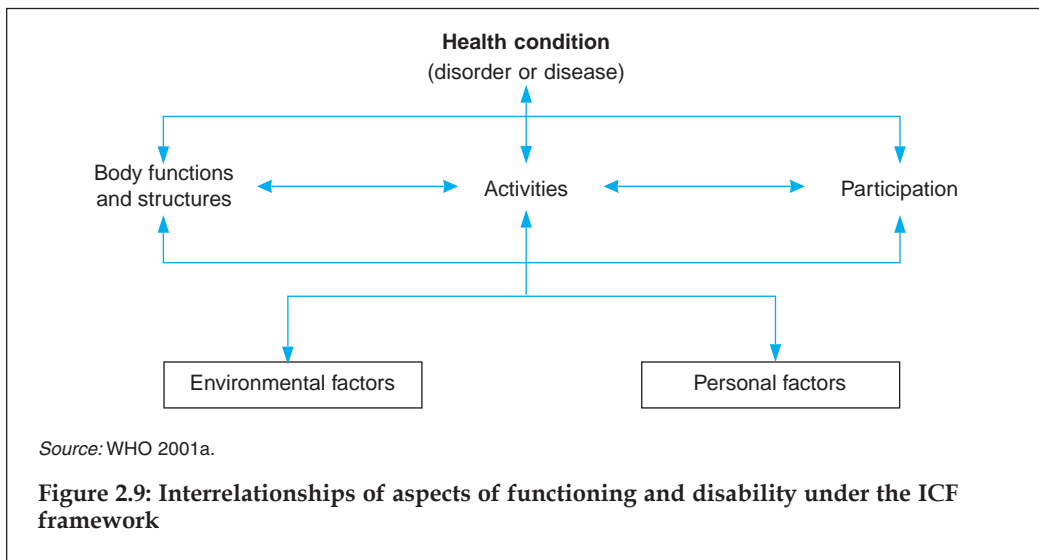 Health condition
(disorder or disease)
Body functions
and structures
Activities
Participation
Environmental factors
Personal factors
Source: WHO 2001a.
Figure 2.9: Interrelationships of aspects of functioning and disability under the ICF
framework